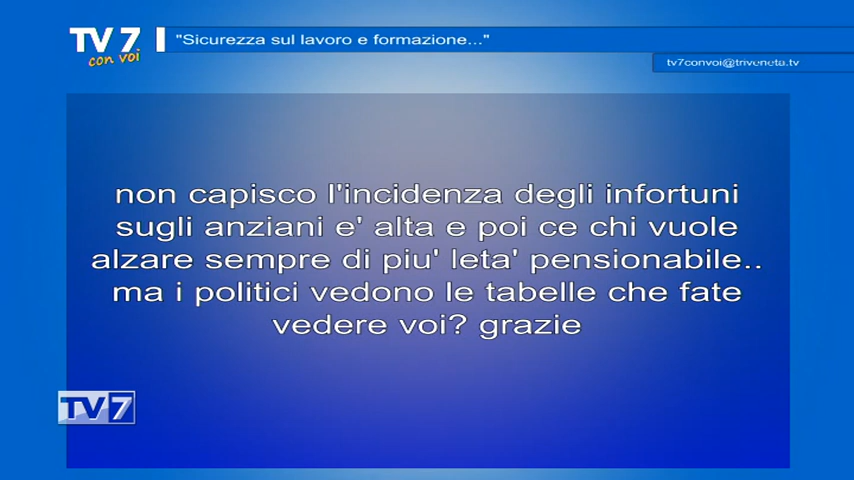 TV7
con voi
"Sicurezza sul lavoro e formazione..."
tv7convoi@triveneta.tv
non capisco l'incidenza degli infortuni
sugli anziani e' alta e poi ce chi vuole
alzare sempre di piu' leta' pensionabile..
ma i politici vedono le tabelle che fate
vedere voi? grazie
TV7